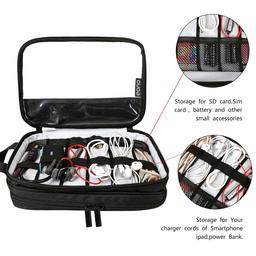 Storage for SD card,Sim
card , battery and other
small accessories
Storage for Your
charger cords of Smartphone
ipad,power Bank.